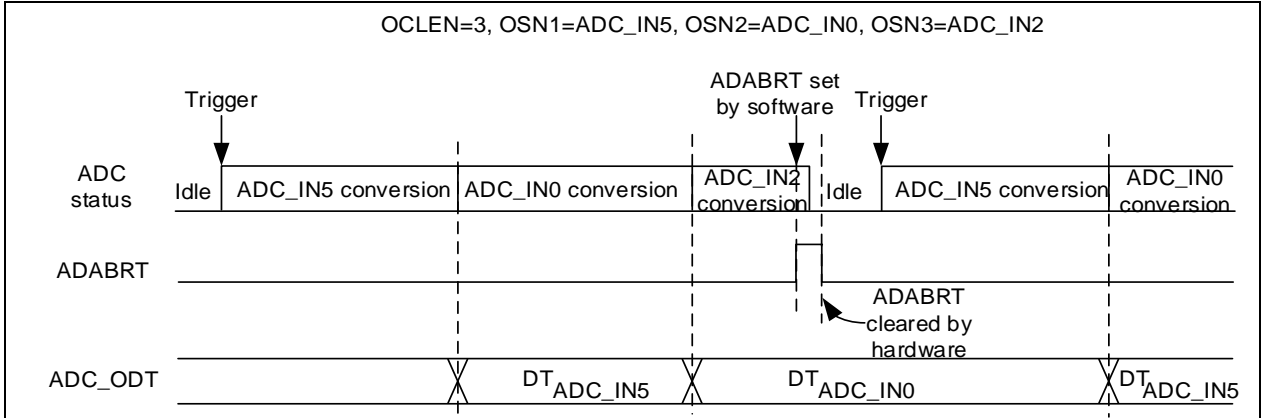 OCLEN=3, OSN1=ADC_IN5, OSN2=ADC_IN0, OSN3=ADC_IN2
Trigger
ADABRT set
by software
Trigger
ADC
status
Idle
ADC_IN5 conversion
ADC_IN0 conversion
ADC_IN2
conversion
Idle
ADC_IN5 conversion
ADC_IN0
conversion
ADABRT
ADABRT
cleared by
hardware
ADC_ODT
DTADC_IN5
DTADC_IN0
DTADC_IN5